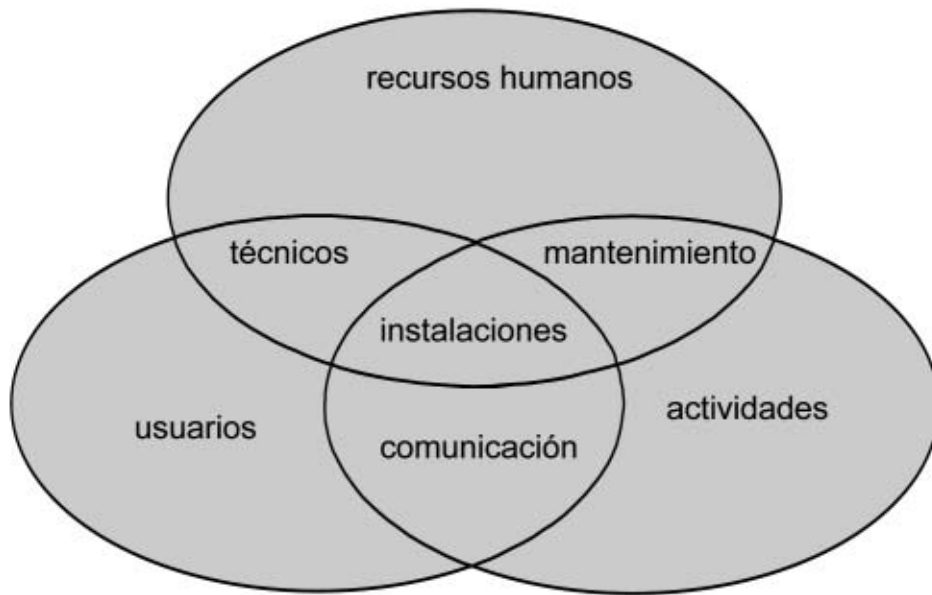 recursos humanos
técnicos
mantenimiento
instalaciones
usuarios
actividades
comunicación